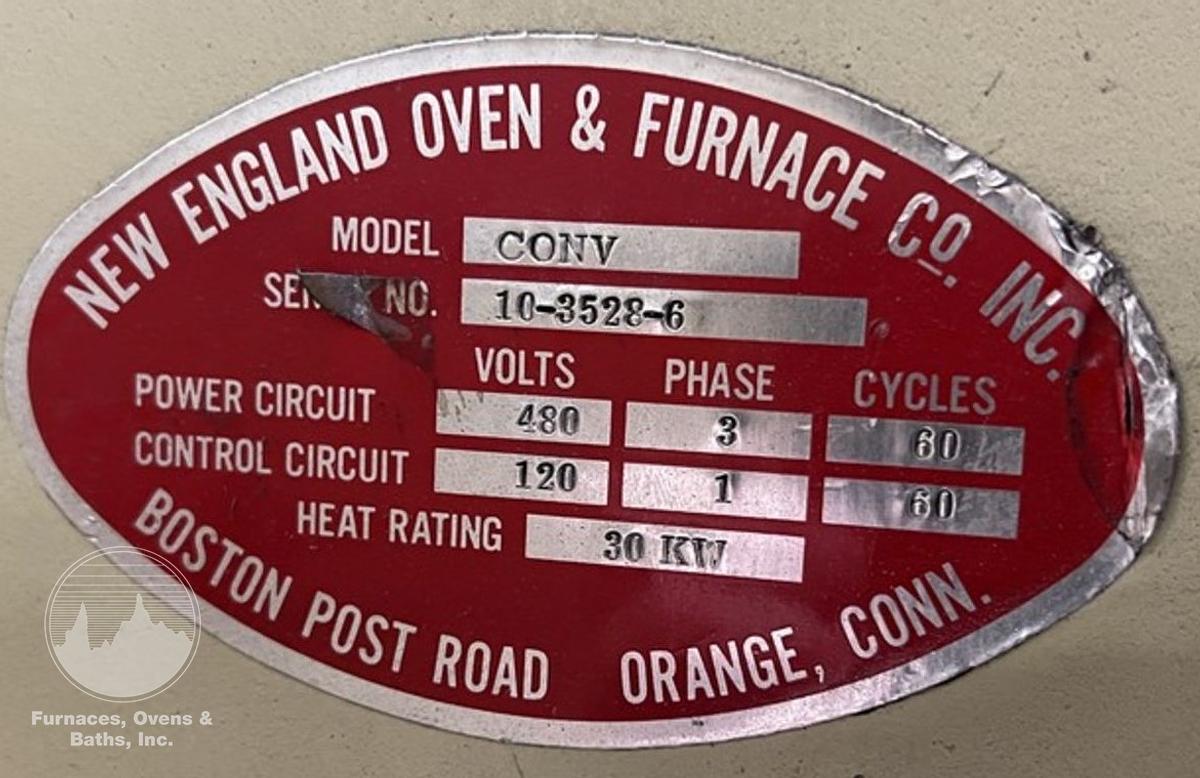 NEW ENGLAND OVEN & FURNACE Co. INC.
MODEL CONV
NO. 10-3528-6
VOLTS PHASE CYCLES
POWER CIRCUIT 480 3 60
CONTROL CIRCUIT 120 1 60
HEAT RATING 30 KW
BOSTON POST ROAD ORANGE, CONN.
Furnaces, Ovens &
Baths, Inc.